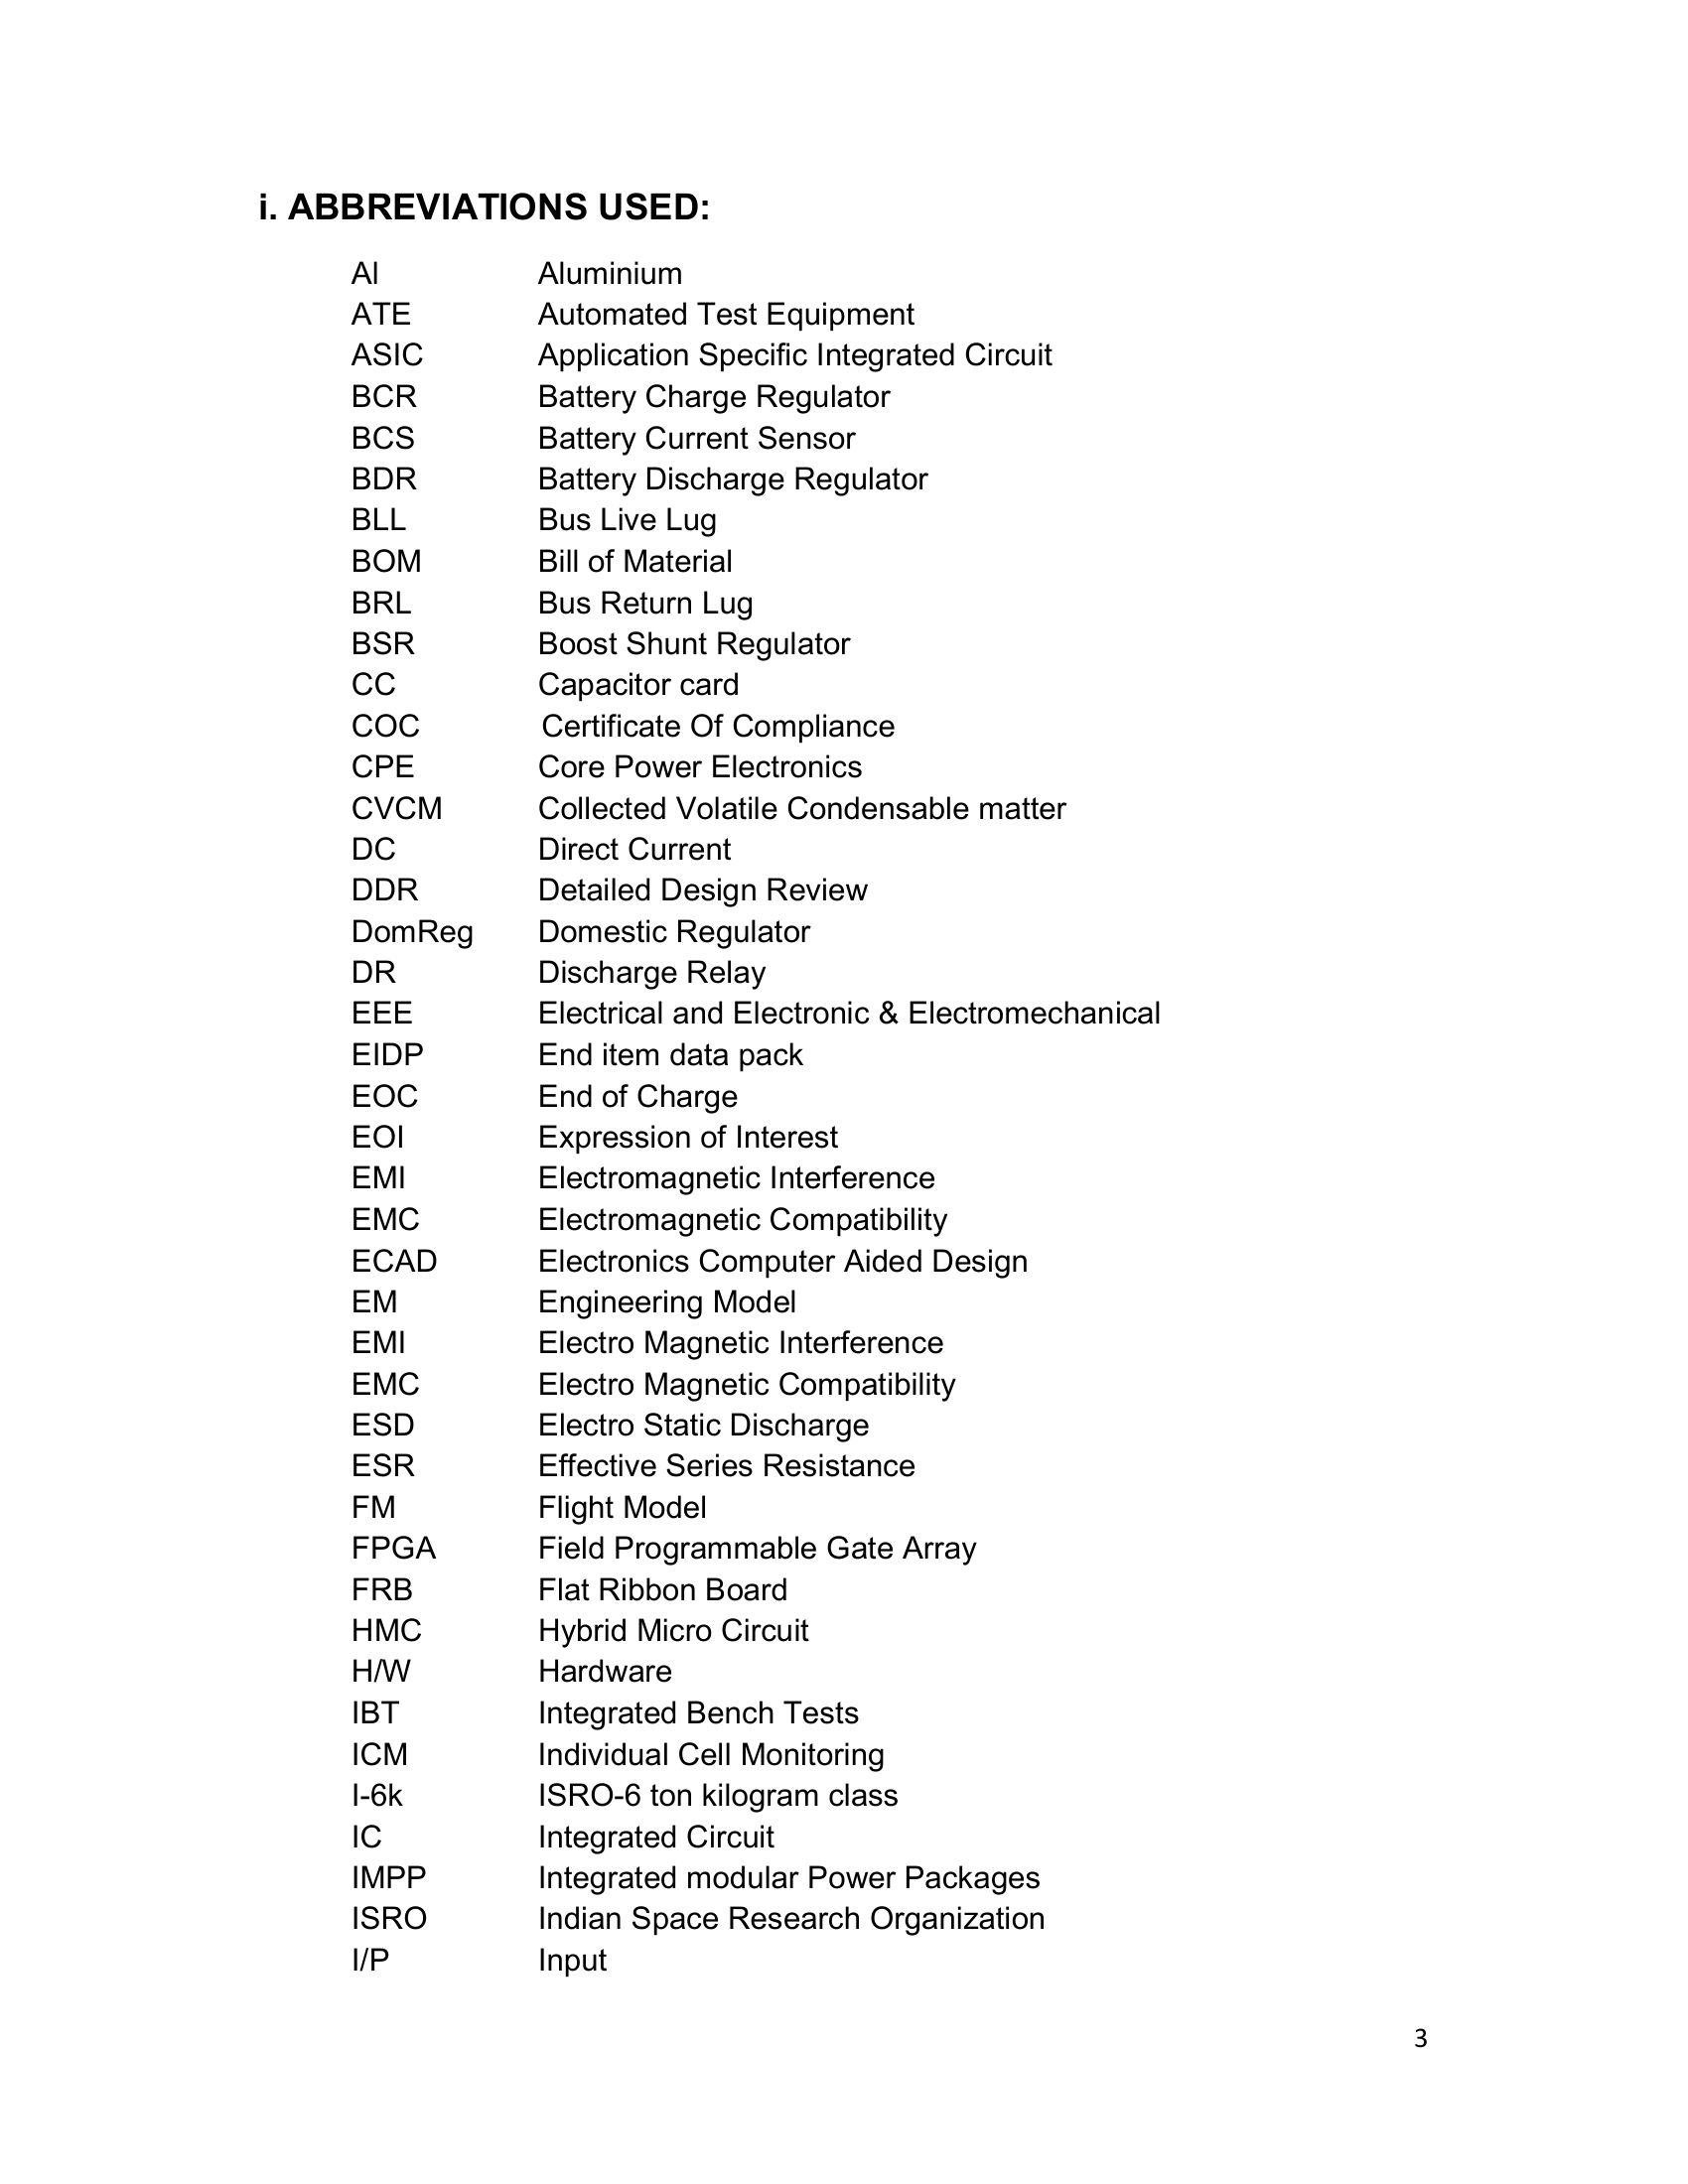 i. ABBREVIATIONS USED:
Al Aluminium
ATE Automated Test Equipment
ASIC Application Specific Integrated Circuit
BCR Battery Charge Regulator
BCS Battery Current Sensor
BDR Battery Discharge Regulator
BLL Bus Live Lug
BOM Bill of Material
BRL Bus Return Lug
BSR Boost Shunt Regulator
CC Capacitor card
COC Certificate Of Compliance
CPE Core Power Electronics
CVCM Collected Volatile Condensable matter
DC Direct Current
DDR Detailed Design Review
DomReg Domestic Regulator
DR Discharge Relay
EEE Electrical and Electronic & Electromechanical
EIDP End item data pack
EOC End of Charge
EOI Expression of Interest
EMI Electromagnetic Interference
EMC Electromagnetic Compatibility
ECAD Electronics Computer Aided Design
EM Engineering Model
EMI Electro Magnetic Interference
EMC Electro Magnetic Compatibility
ESD Electro Static Discharge
ESR Effective Series Resistance
FM Flight Model
FPGA Field Programmable Gate Array
FRB Flat Ribbon Board
HMC Hybrid Micro Circuit
H/W Hardware
IBT Integrated Bench Tests
ICM Individual Cell Monitoring
I-6k ISRO-6 ton kilogram class
IC Integrated Circuit
IMPP Integrated modular Power Packages
ISRO Indian Space Research Organization
I/P Input
3